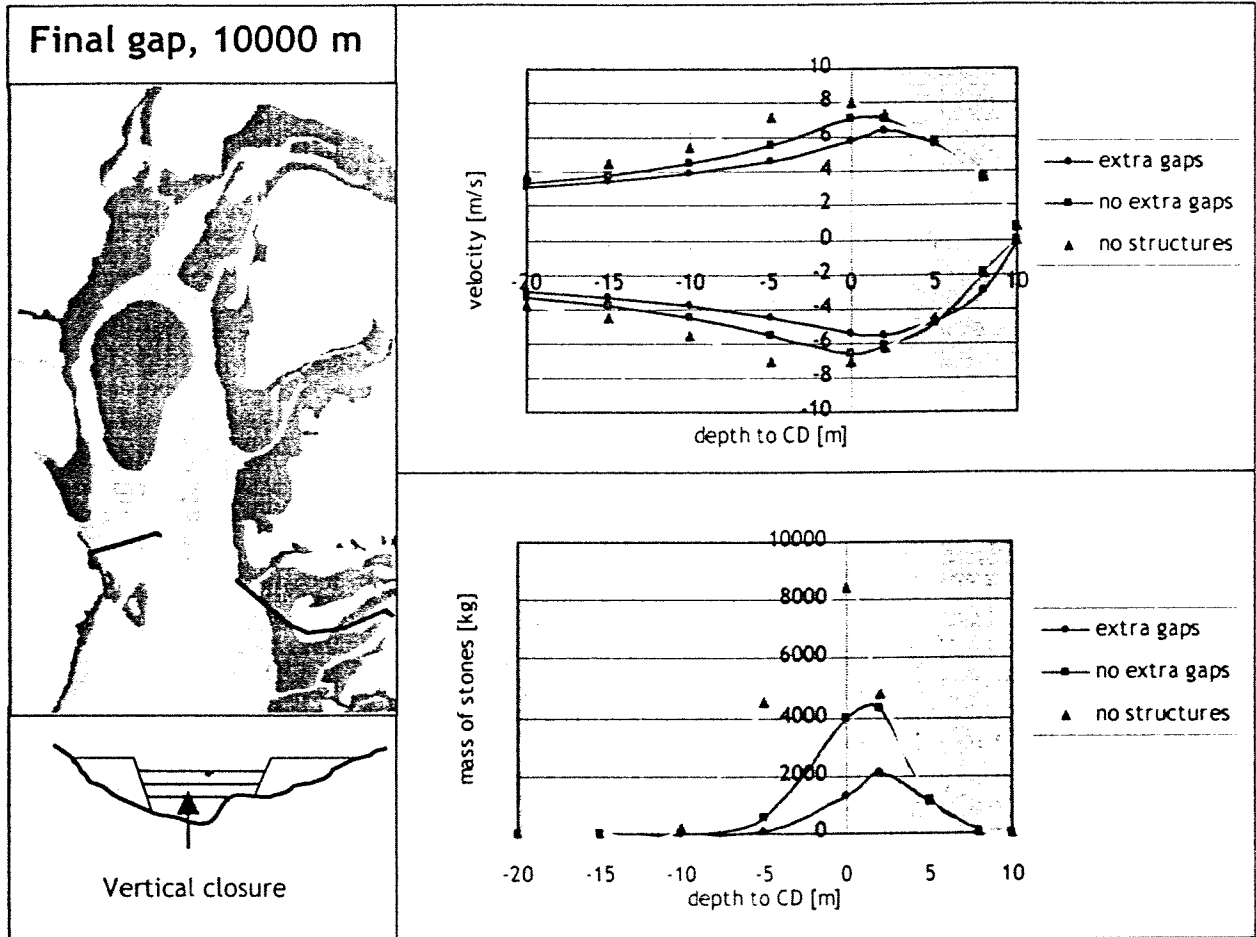 Final gap, 10000 m
Vertical closure
velocity [m/s]
10
8
6
4
2
0
-2
-4
-6
-8
-10
-20
-15
-10
-5
0
5
10
depth to CD [m]
extra gaps
no extra gaps
no structures
mass of stones [kg]
10000
8000
6000
4000
2000
0
-20
-15
-10
-5
0
5
10
depth to CD [m]
extra gaps
no extra gaps
no structures